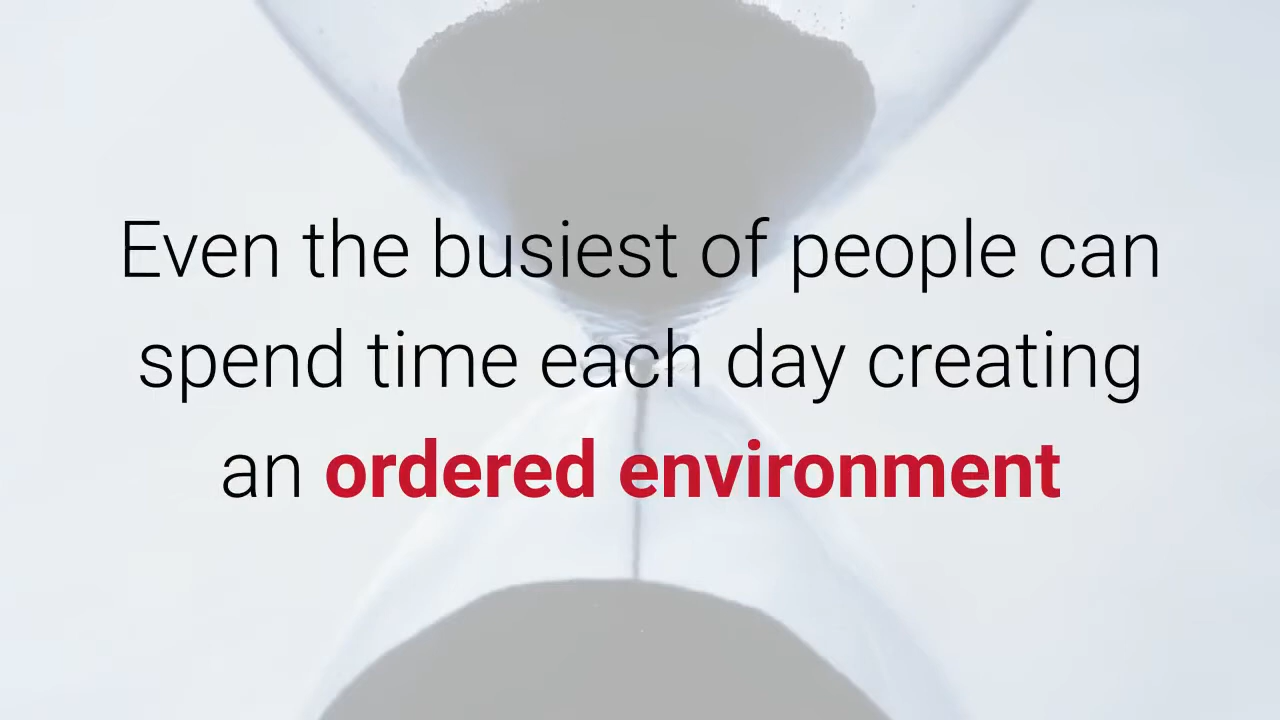 Even the busiest of people can
spend time each day creating
an ordered environment